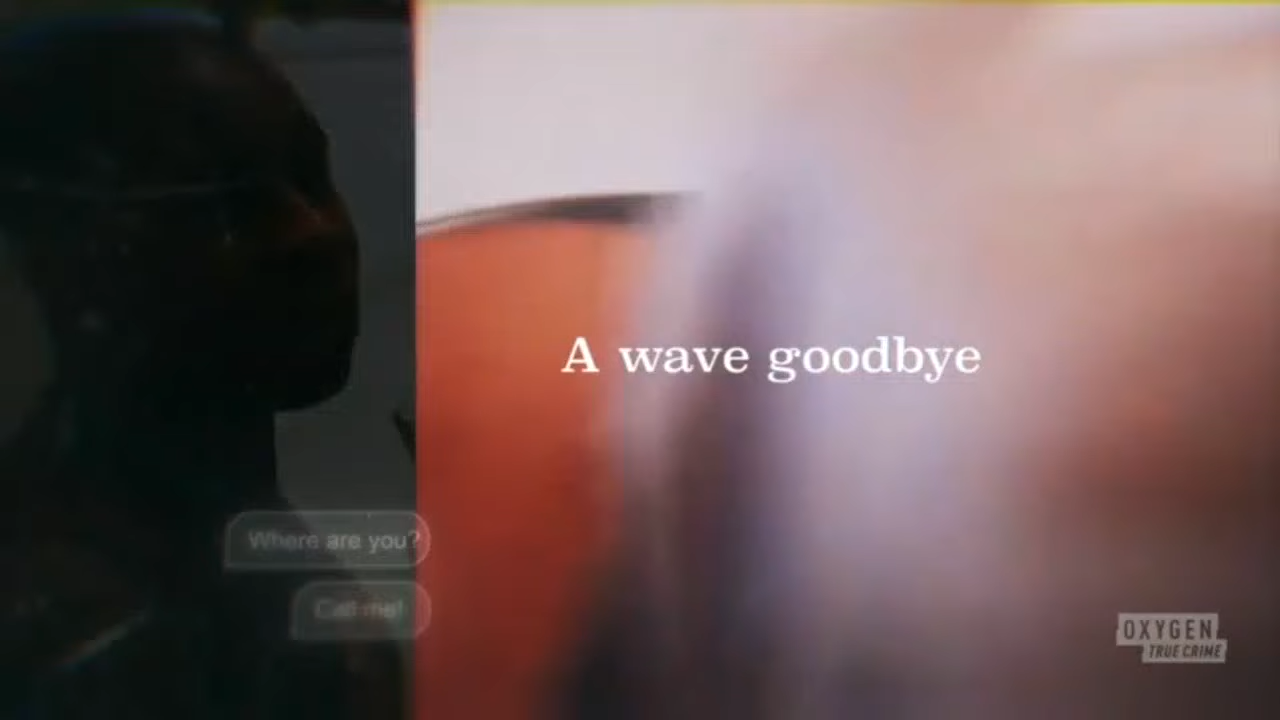 A wave goodbye
Where are you?
Call me!
OXYGEN
TRUE CRIME